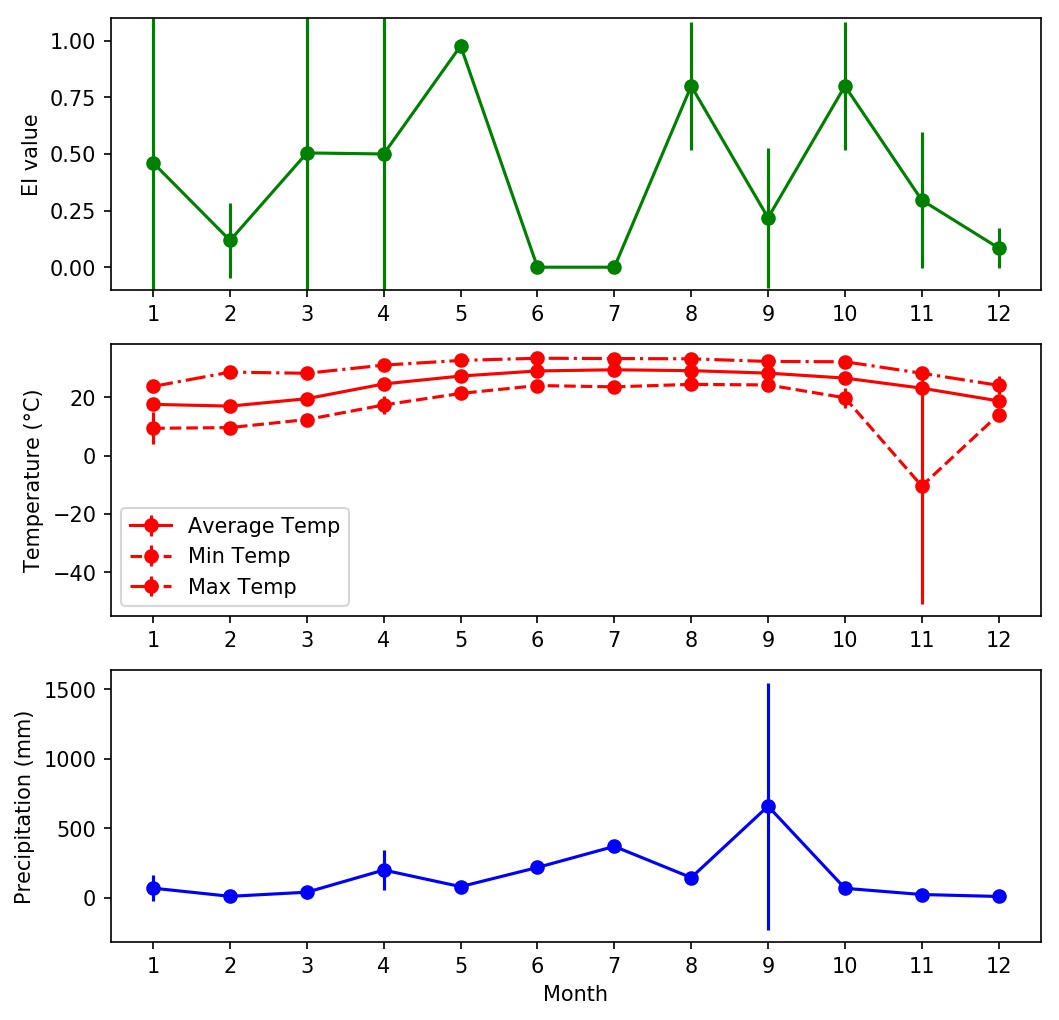 EI value
1.00
0.75
0.50
0.25
0.00
1 2 3 4 5 6 7 8 9 10 11 12
Temperature (°C)
20
0
−20
−40
Average Temp
Min Temp
Max Temp
1 2 3 4 5 6 7 8 9 10 11 12
Precipitation (mm)
1500
1000
500
0
1 2 3 4 5 6 7 8 9 10 11 12
Month